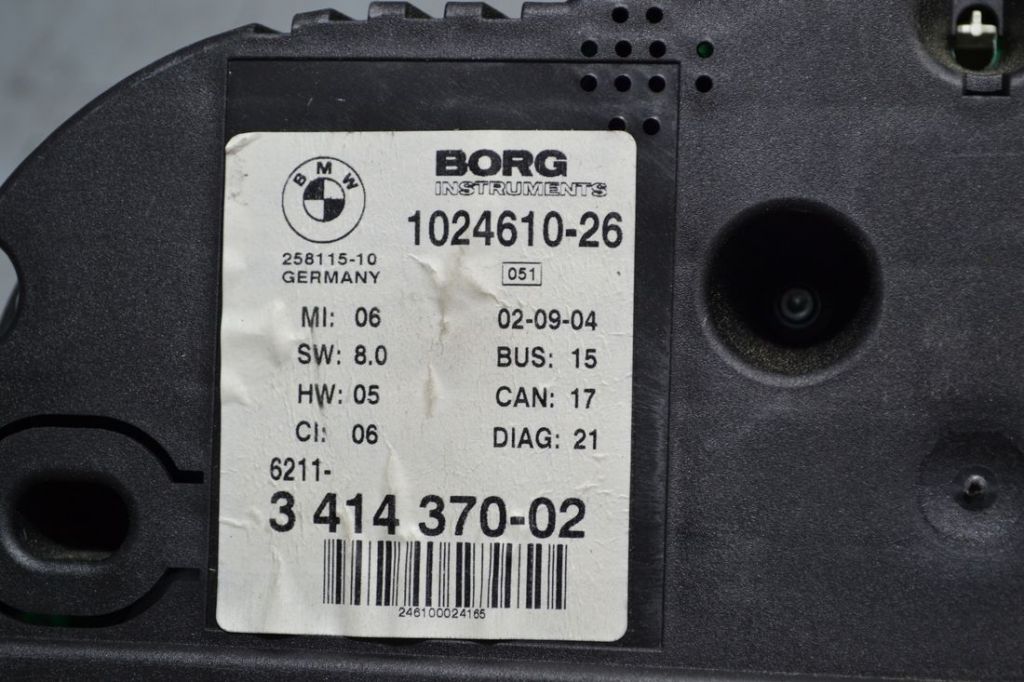 BMW
BORG
INSTRUMENTS
1024610-26
258115-10
GERMANY
051
MI: 06
02-09-04
SW: 8.0
BUS: 15
HW: 05
CAN: 17
CI: 06
DIAG: 21
6211-
3 414 370-02
246100024165